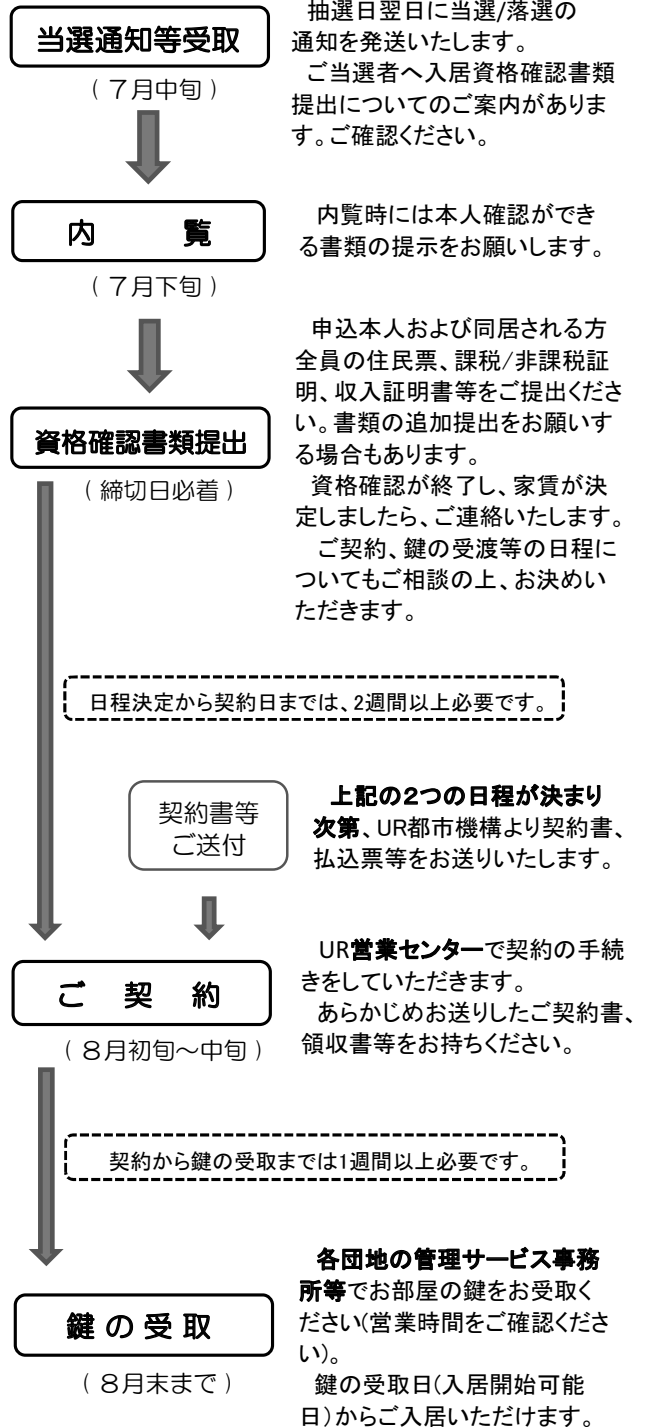 当選通知等受取
(７月中旬)
抽選日翌日に当選/落選の
通知を発送いたします。
ご当選者へ入居資格確認書類
提出についてのご案内がありま
す。ご確認ください。
内　　覧
(７月下旬)
内覧時には本人確認ができ
る書類の提示をお願いします。
資格確認書類提出
(締切日必着)
申込本人および同居される方
全員の住民票、課税/非課税証
明、収入証明書等をご提出くださ
い。書類の追加提出をお願いす
る場合もあります。
資格確認が終了し、家賃が決
定しましたら、ご連絡いたします。
ご契約、鍵の受渡等の日程に
ついてもご相談の上、お決めい
ただきます。
日程決定から契約日までは、2週間以上必要です。
契約書等
ご送付
上記の２つの日程が決まり
次第、UR都市機構より契約書、
払込票等をお送りいたします。
ご　契　約
(８月初旬～中旬)
UR営業センターで契約の手続
きをしていただきます。
あらかじめお送りしたご契約書、
領収書等をお持ちください。
契約から鍵の受取までは1週間以上必要です。
鍵の受取
(８月末まで)
各団地の管理サービス事務
所等でお部屋の鍵をお受取く
ださい(営業時間をご確認くださ
い)。
鍵の受取日(入居開始可能
日)からご入居いただけます。